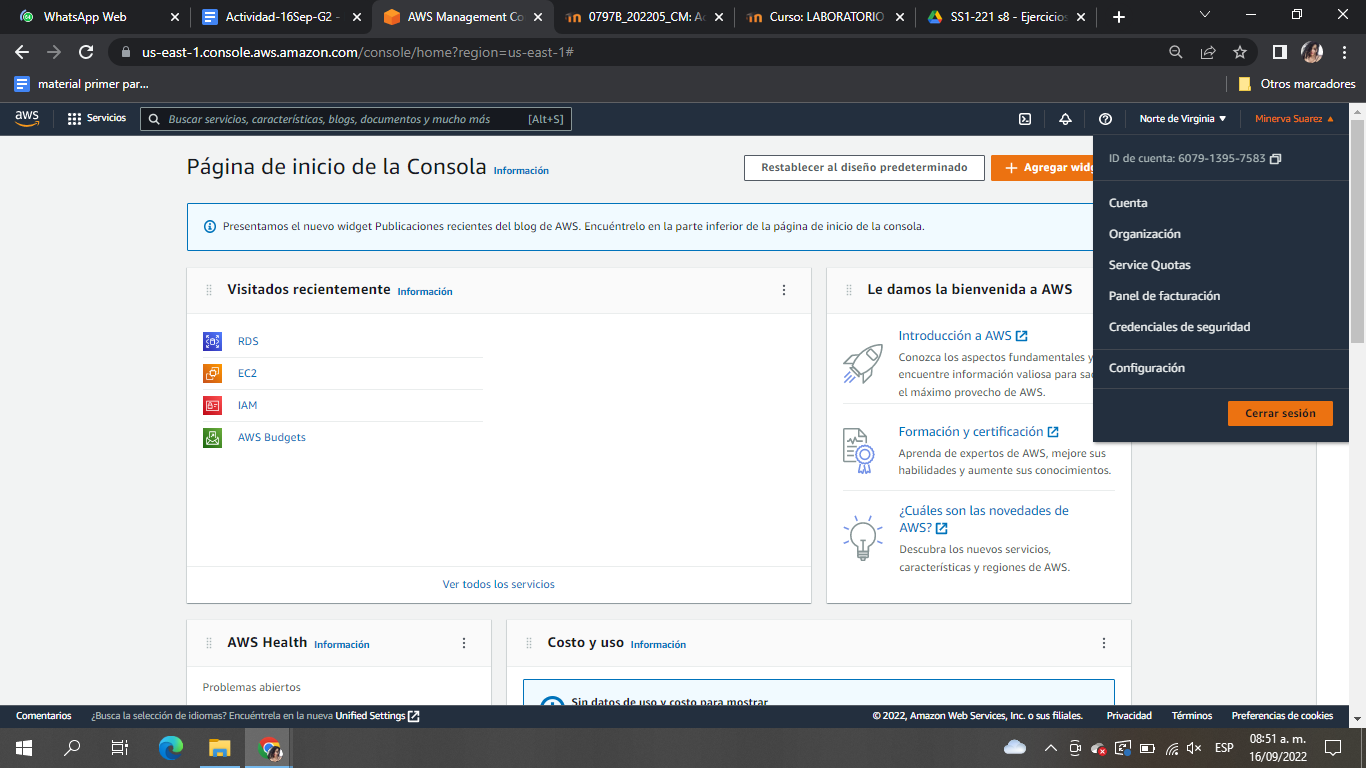 WhatsApp Web
Actividad-16Sep-G2 -
AWS Management Co
0797B_202205_CM: Ac
Curso: LABORATORIO
SS1-221 s8 - Ejercicios
us-east-1.console.aws.amazon.com/console/home?region=us-east-1#
material primer par...
Otros marcadores
aws
Servicios
Buscar servicios, características, blogs, documentos y mucho más
[Alt+S]
Norte de Virginia
Minerva Suarez
Página de inicio de la Consola
Información
Restablecer al diseño predeterminado
Agregar widg
ID de cuenta: 6079-1395-7583
Cuenta
Organización
Service Quotas
Panel de facturación
Credenciales de seguridad
Configuración
Cerrar sesión
Presentamos el nuevo widget Publicaciones recientes del blog de AWS. Encuéntrelo en la parte inferior de la página de inicio de la consola.
Visitados recientemente
Información
RDS
EC2
IAM
AWS Budgets
Ver todos los servicios
Le damos la bienvenida a AWS
Introducción a AWS
Conozca los aspectos fundamentales y
encuentre información valiosa para sac
el máximo provecho de AWS.
Formación y certificación
Aprenda de expertos de AWS, mejore sus
habilidades y aumente sus conocimientos.
¿Cuáles son las novedades de
AWS?
Descubra los nuevos servicios,
características y regiones de AWS.
AWS Health
Información
Problemas abiertos
Costo y uso
Información
Sin datos de uso y costo para mostrar
Comentarios
¿Busca la selección de idiomas? Encuéntrela en la nueva Unified Settings
© 2022, Amazon Web Services, Inc. o sus filiales.
Privacidad
Términos
Preferencias de cookies
ESP
08:51 a. m.
16/09/2022